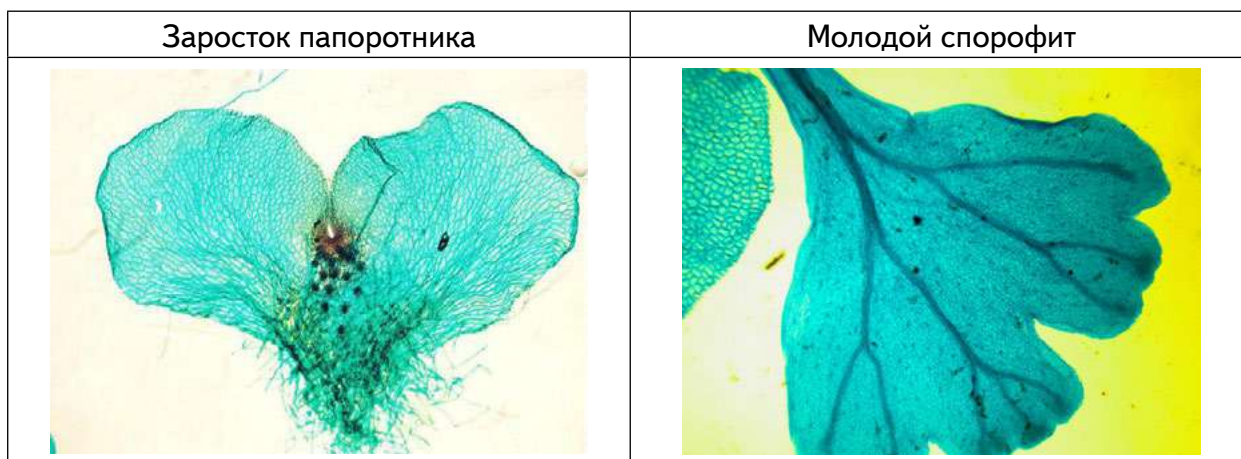 Заросток папоротника
Молодой спорофит